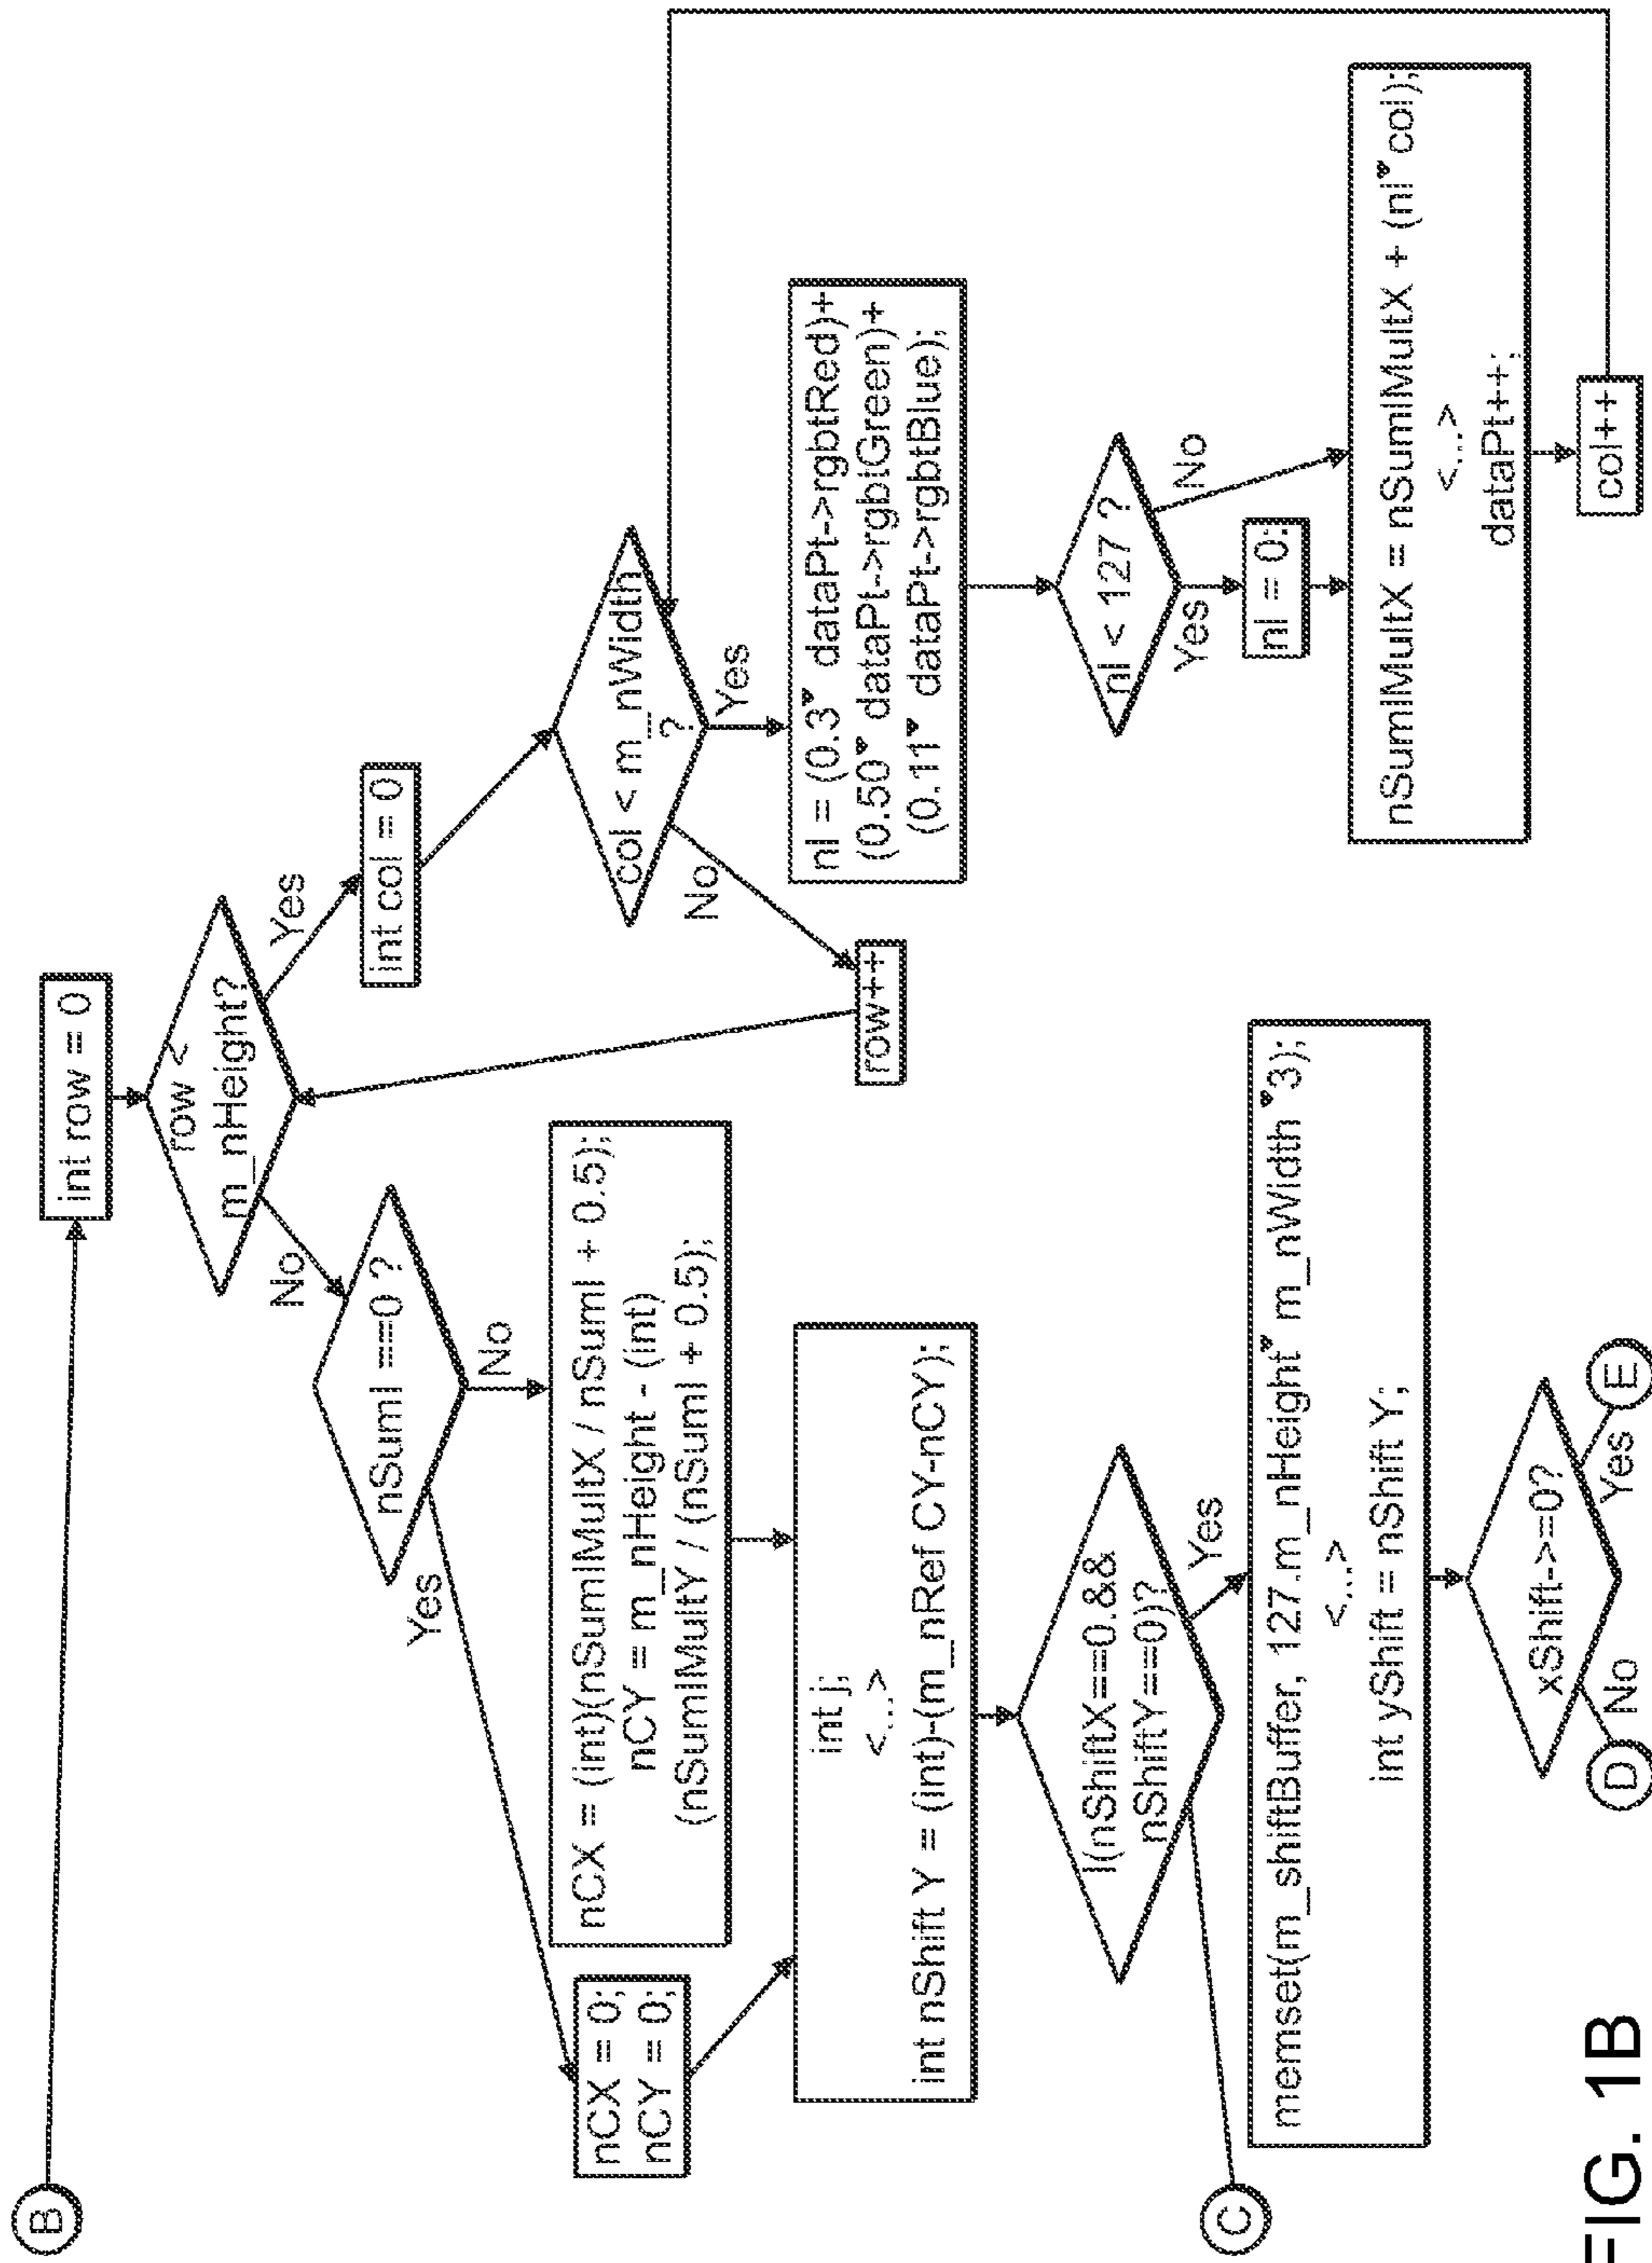 B
int row = 0
row <
m_nHeight?
Yes
No
int col = 0
nSumI ==0 ?
Yes
No
col < m_nWidth
?
No
Yes
nCX = 0;
nCY = 0;
nCX = (int)(nSumIMultX / nSumI + 0.5);
nCY = m_nHeight - (int)
(nSumIMultY / (nSumI + 0.5);
row++
nI = (0.3* dataPt->rgbtRed)+
(0.50* dataPt->rgbtGreen)+
(0.11* dataPt->rgbtBlue);
int j;
<...>
int nShift Y = (int)-(m_nRef CY-nCY);
nI < 127 ?
Yes
No
nI = 0;
!(nShiftX==0.&&
nShiftY==0)?
Yes
C
memset(m_shiftBuffer, 127.m_nHeight* m_nWidth *3);
<...>
int yShift = nShift Y;
nSumIMultX = nSumIMultX + (nI*col);
<...>
dataPt++;
col++
xShift->=0?
No
Yes
D
E
FIG. 1B